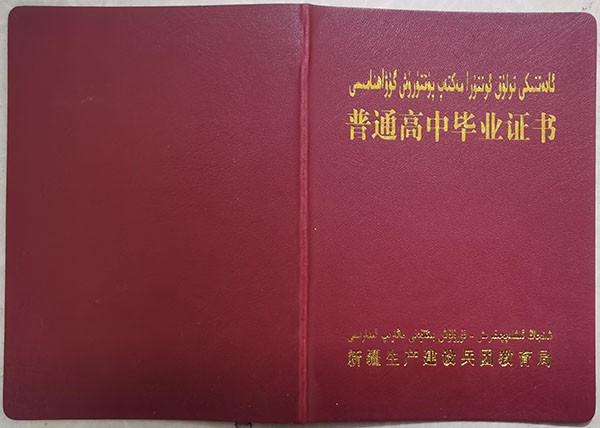 ئادەتتىكى تولۇق ئوتتۇرا مەكتەپ پۈتتۈرۈش گۇۋاھنامىسى
普通高中毕业证书
شىنجاڭ ئىشلەپچىقىرىش - قۇرۇلۇش بىڭتۇەنى مائارىپ ئىدارىسى
新疆生产建设兵团教育局